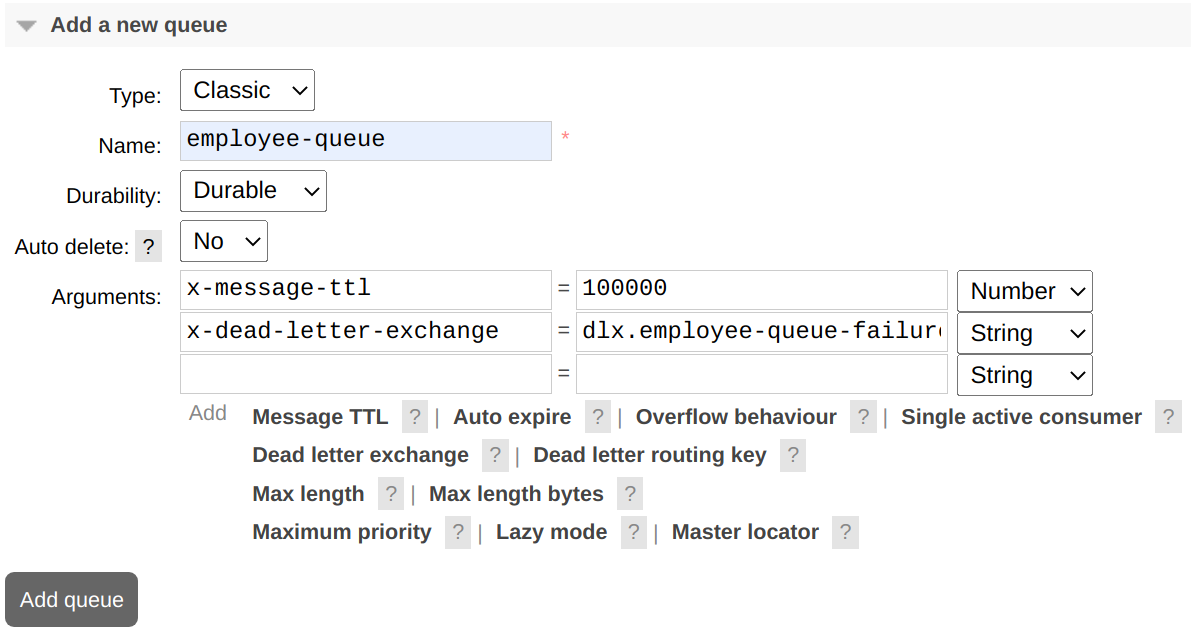 Add a new queue
Type: Classic
Name: employee-queue *
Durability: Durable
Auto delete: ? No
Arguments: x-message-ttl = 100000 Number
x-dead-letter-exchange = dlx.employee-queue-failure String
= String
Add Message TTL ? | Auto expire ? | Overflow behaviour ? | Single active consumer ?
Dead letter exchange ? | Dead letter routing key ?
Max length ? | Max length bytes ?
Maximum priority ? | Lazy mode ? | Master locator ?
Add queue